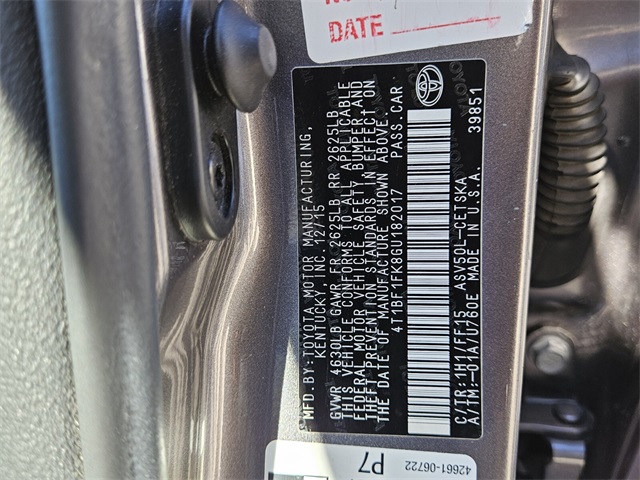 DATE
MFD.BY:TOYOTA MOTOR MANUFACTURING,
KENTUCKY, INC. 12/15
GVWR 4630LB GAWR FR 2625LB RR 2625LB
THIS VEHICLE CONFORMS TO ALL APPLICABLE
FEDERAL MOTOR VEHICLE SAFETY, BUMPER, AND
THEFT PREVENTION STANDARDS IN EFFECT ON
THE DATE OF MANUFACTURE SHOWN ABOVE.
4T1BF1FK8GU182017 PASS.CAR
C/TR:1H1A/FF15 ASV50L-CETSKA
A/TM:-01A/U760E MADE IN U.S.A. 39851
42661-06722
P7